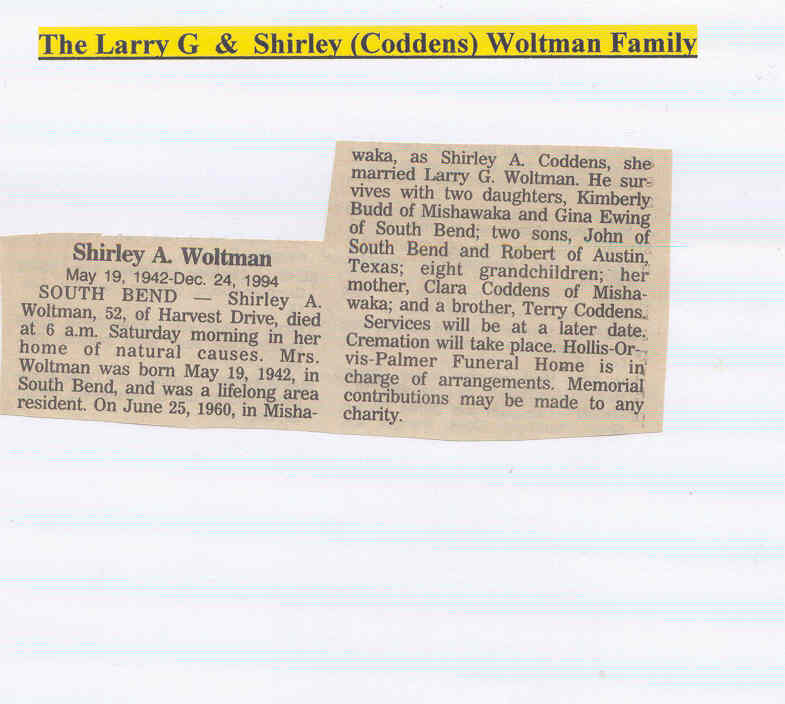 The Larry G & Shirley (Coddens) Woltman Family
Shirley A. Woltman
May 19, 1942-Dec. 24, 1994
SOUTH BEND — Shirley A.
Woltman, 52, of Harvest Drive, died
at 6 a.m. Saturday morning in her
home of natural causes. Mrs.
Woltman was born May 19, 1942, in
South Bend, and was a lifelong area
resident. On June 25, 1960, in Misha-
waka, as Shirley A. Coddens, she
married Larry G. Woltman. He sur-
vives with two daughters, Kimberly
Budd of Mishawaka and Gina Ewing
of South Bend; two sons, John of
South Bend and Robert of Austin,
Texas; eight grandchildren; her
mother, Clara Coddens of Misha-
waka; and a brother, Terry Coddens.
Services will be at a later date.
Cremation will take place. Hollis-Or-
vis-Palmer Funeral Home is in
charge of arrangements. Memorial
contributions may be made to any
charity.